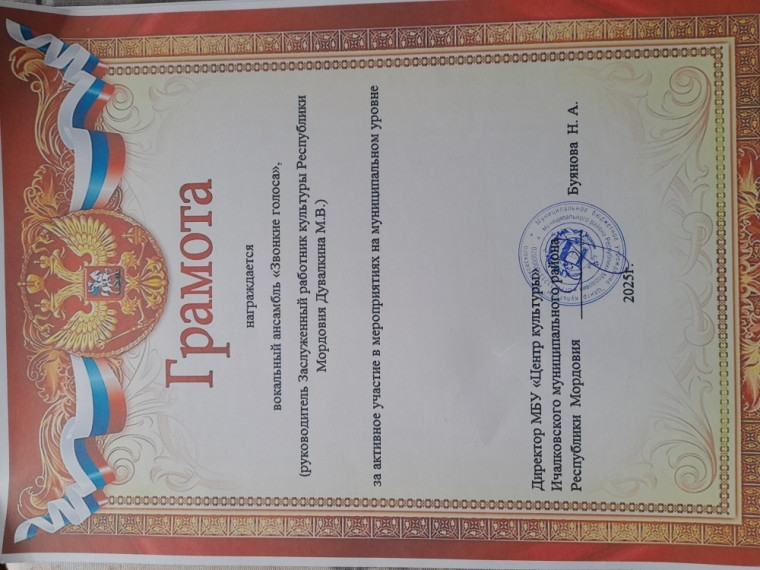 Грамота
награждается
вокальный ансамбль «Звонкие голоса»,
(руководитель Заслуженный работник культуры Республики
Мордовия Дувалкина М.В.)
за активное участие в мероприятиях на муниципальном уровне
Директор МБУ «Центр культуры»
Ичалковского муниципального района
Республики Мордовия ________ Буянова Н. А.
2025г.